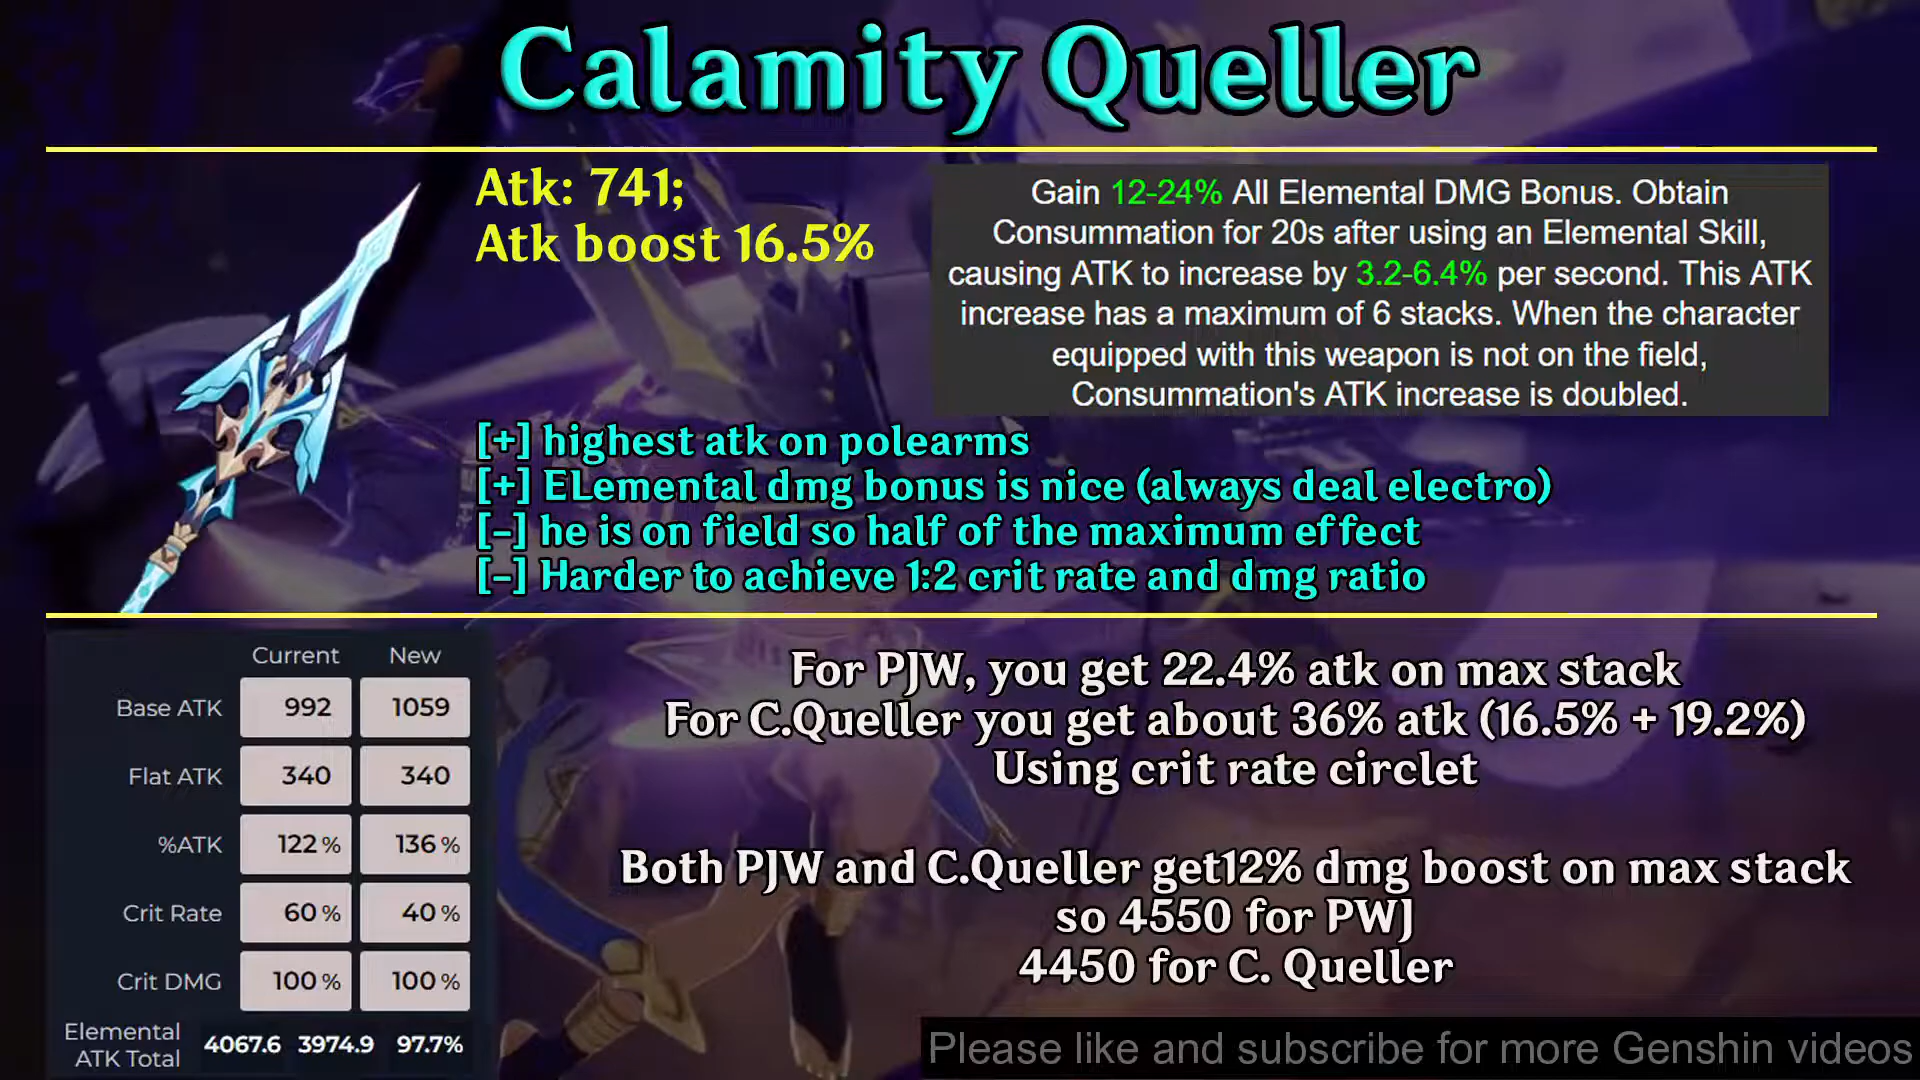 Calamity Queller
Atk: 741;
Atk boost 16.5%
Gain 12-24% All Elemental DMG Bonus. Obtain
Consummation for 20s after using an Elemental Skill,
causing ATK to increase by 3.2-6.4% per second. This ATK
increase has a maximum of 6 stacks. When the character
equipped with this weapon is not on the field,
Consummation's ATK increase is doubled.
[+] highest atk on polearms
[+] ELemental dmg bonus is nice (always deal electro)
[-] he is on field so half of the maximum effect
[-] Harder to achieve 1:2 crit rate and dmg ratio
Current New
Base ATK 992 1059
Flat ATK 340 340
%ATK 122 % 136 %
Crit Rate 60 % 40 %
Crit DMG 100 % 100 %
Elemental
ATK Total 4067.6 3974.9 97.7%
For PJW, you get 22.4% atk on max stack
For C.Queller you get about 36% atk (16.5% + 19.2%)
Using crit rate circlet
Both PJW and C.Queller get12% dmg boost on max stack
so 4550 for PWJ
4450 for C. Queller
Please like and subscribe for more Genshin videos